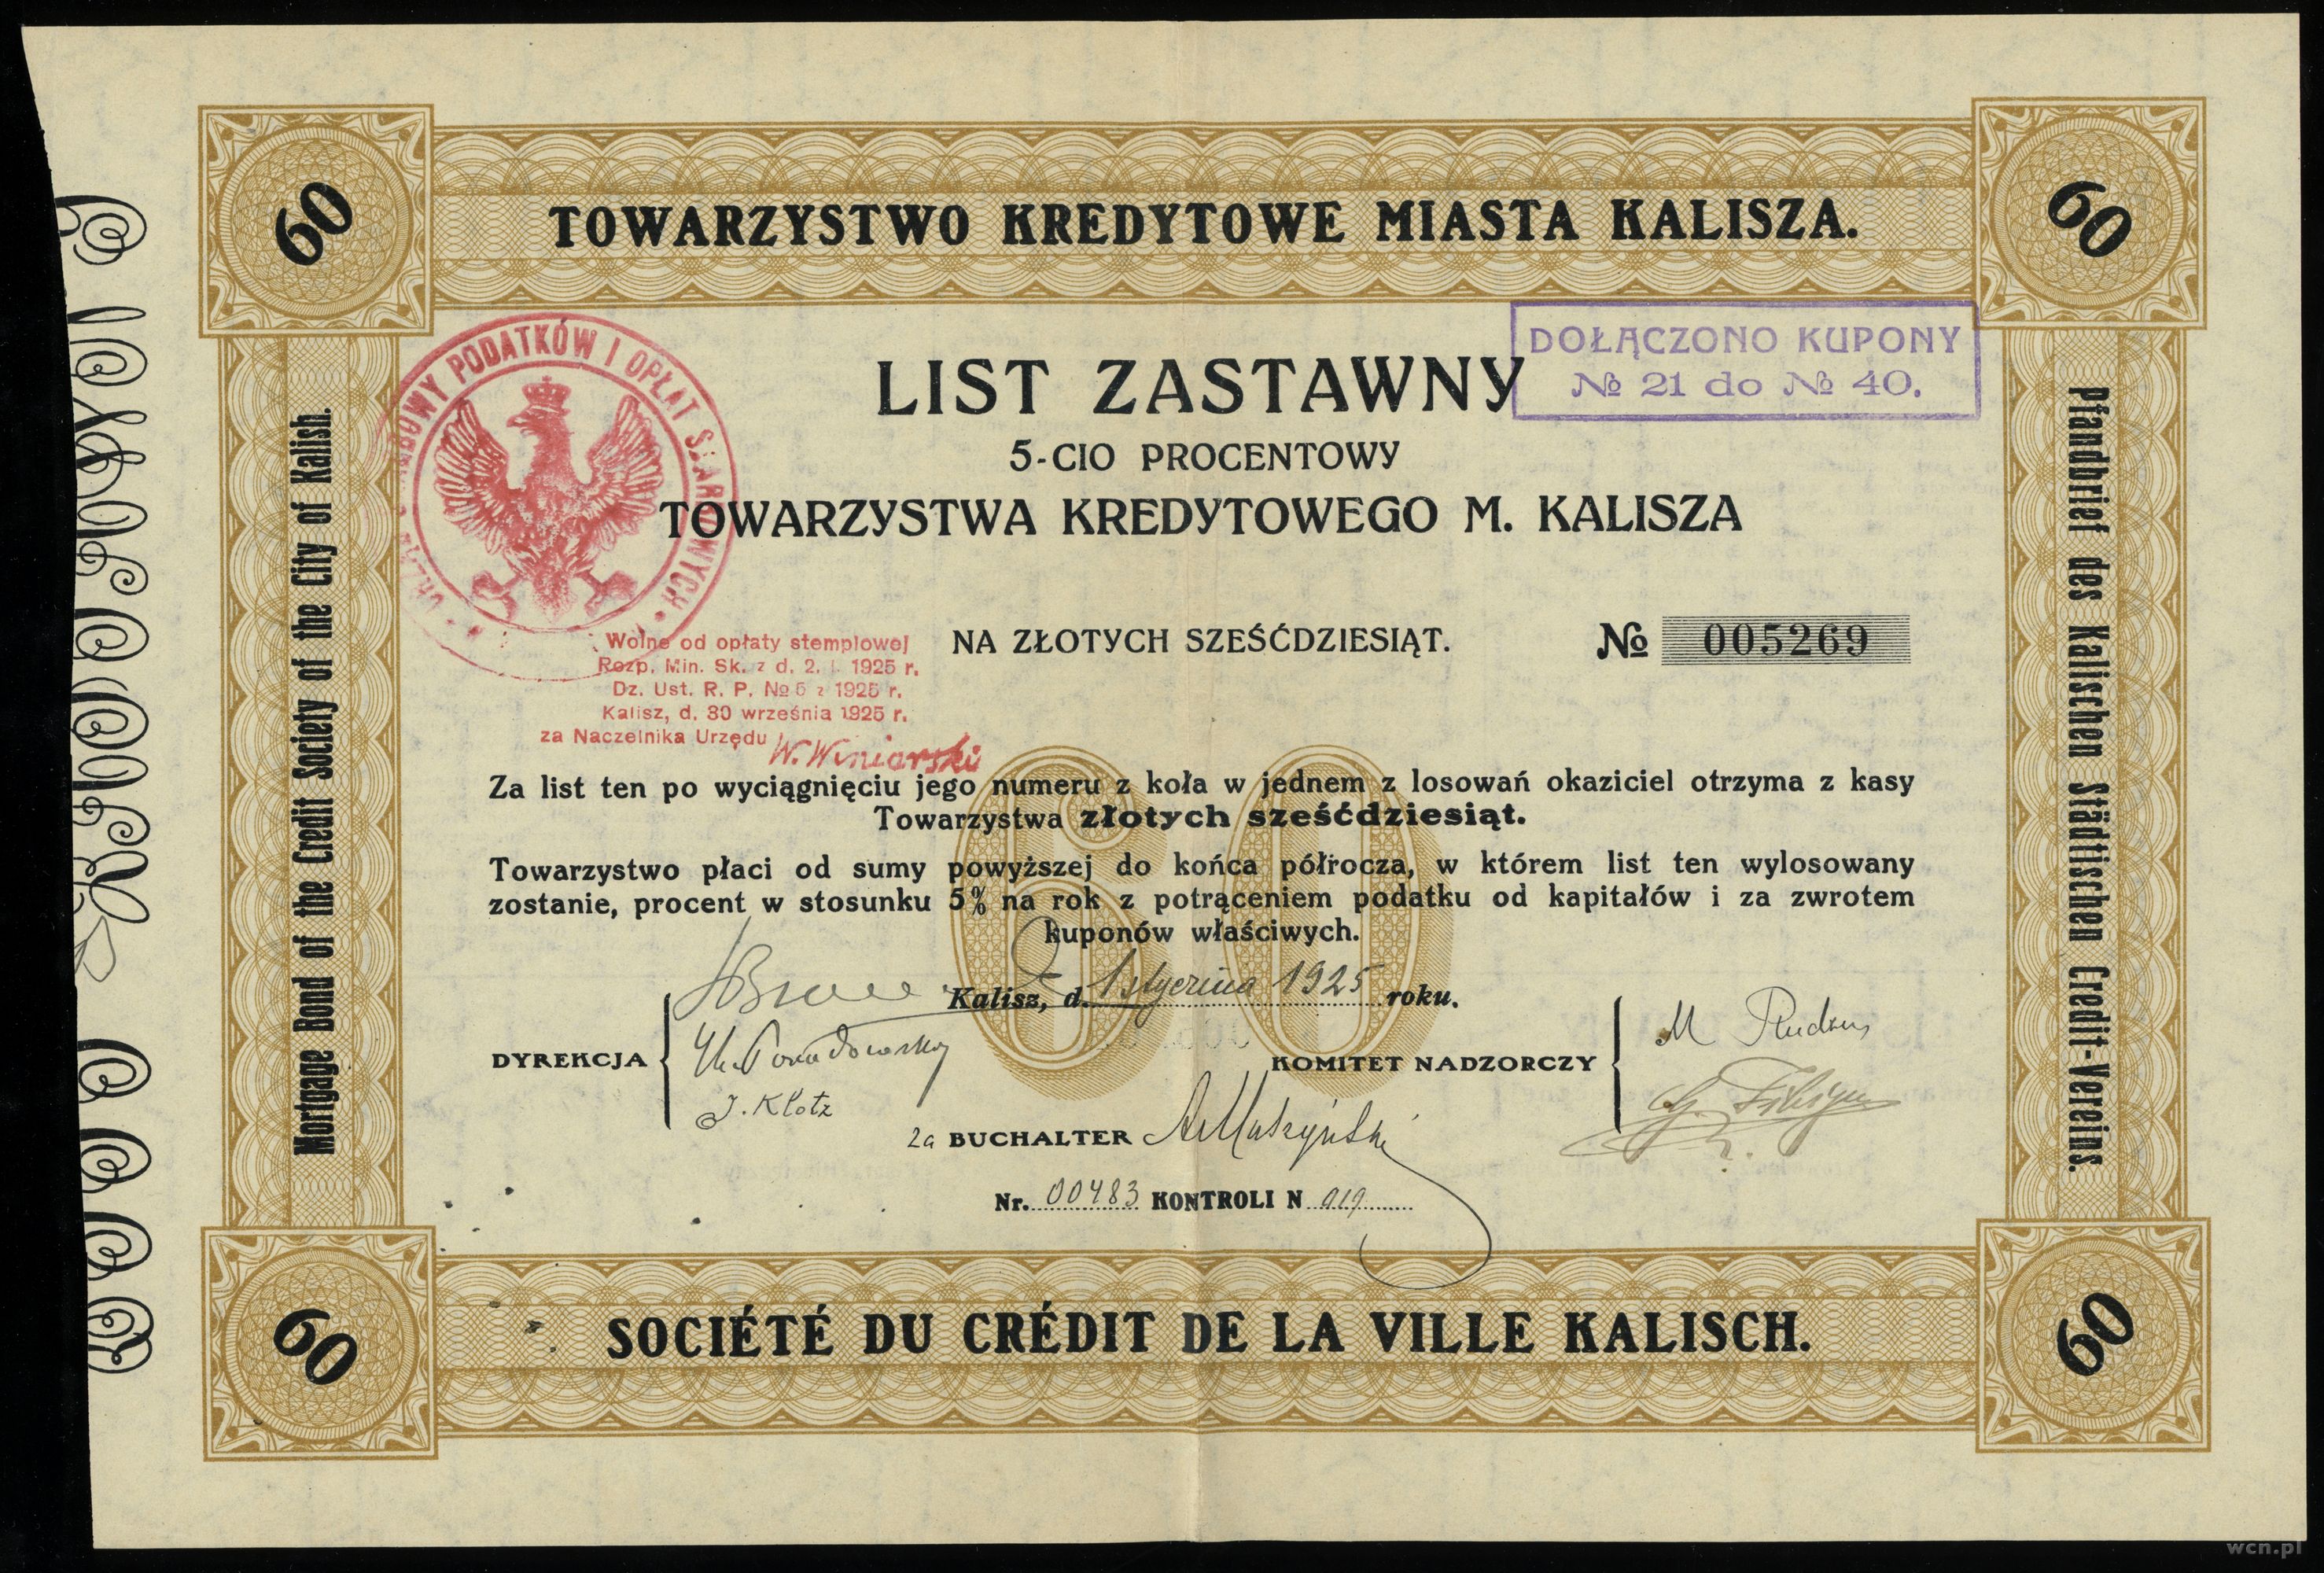 60
60
TOWARZYSTWO KREDYTOWE MIASTA KALISZA.
DOŁĄCZONO KUPONY
№ 21 do № 40.
PODATKÓW I OPŁAT
LIST ZASTAWNY
5-CIO PROCENTOWY
TOWARZYSTWA KREDYTOWEGO M. KALISZA
NA ZŁOTYCH SZEŚĆDZIESIĄT.
№ 005269
Wolne od opłaty stemplowej
Rozp. Min. Sk. z d. 2. I. 1925 r.
Dz. Ust. R. P. № 5 z 1925 r.
Kalisz, d. 30 września 1925 r.
za Naczelnika Urzędu W. Winiarski
Za list ten po wyciągnięciu jego numeru z koła w jednem z losowań okaziciel otrzyma z kasy
Towarzystwa złotych sześćdziesiąt.
Towarzystwo płaci od sumy powyższej do końca półrocza, w którem list ten wylosowany
zostanie, procent w stosunku 5% na rok z potrąceniem podatku od kapitałów i za zwrotem
kuponów właściwych.
60
Kalisz, d. 1 stycznia 1925 roku.
DYREKCJA
J. Klotz
KOMITET NADZORCZY
za BUCHALTER
Nr. 00483 KONTROLI N 019
Mortgage Bond of the Credit Society of the City of Kalish.
Pfandbrief des Kalischen Städtischen Credit-Vereins.
60
60
SOCIÉTÉ DU CRÉDIT DE LA VILLE KALISCH.
wcn.pl